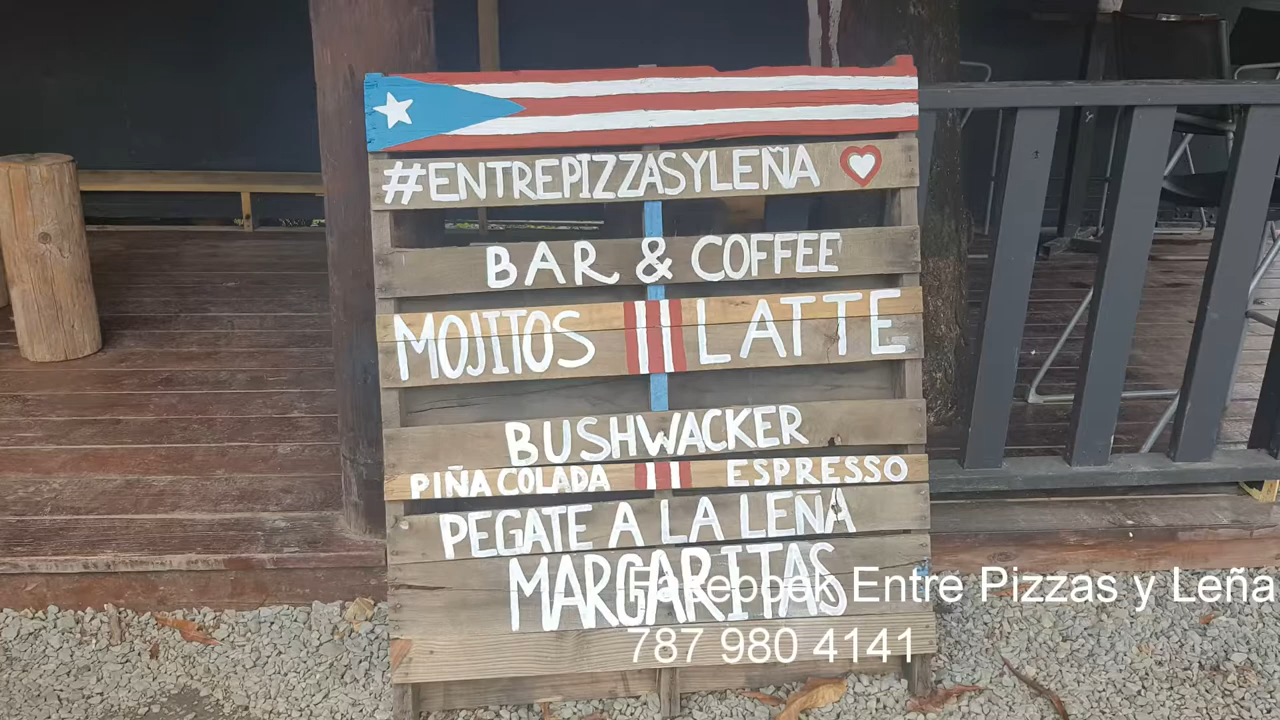 #ENTREPIZZASYLEÑA
BAR & COFFEE
MOJITOS LATTE
BUSHWACKER
PIÑA COLADA ESPRESSO
PEGATE A LA LEÑA
MARGARITAS
Facebook Entre Pizzas y Leña
787 980 4141